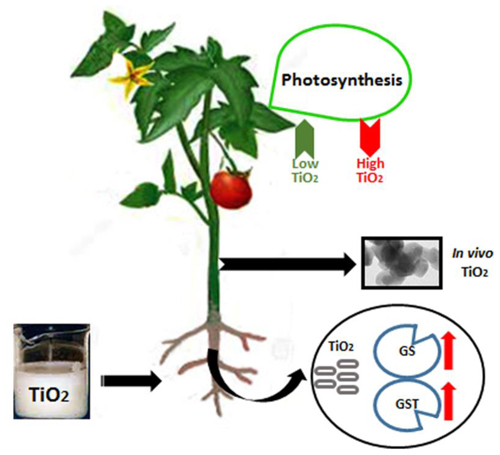 Photosynthesis
Low
TiO2
High
TiO2
In vivo
TiO2
TiO2
TiO2
GS
GST